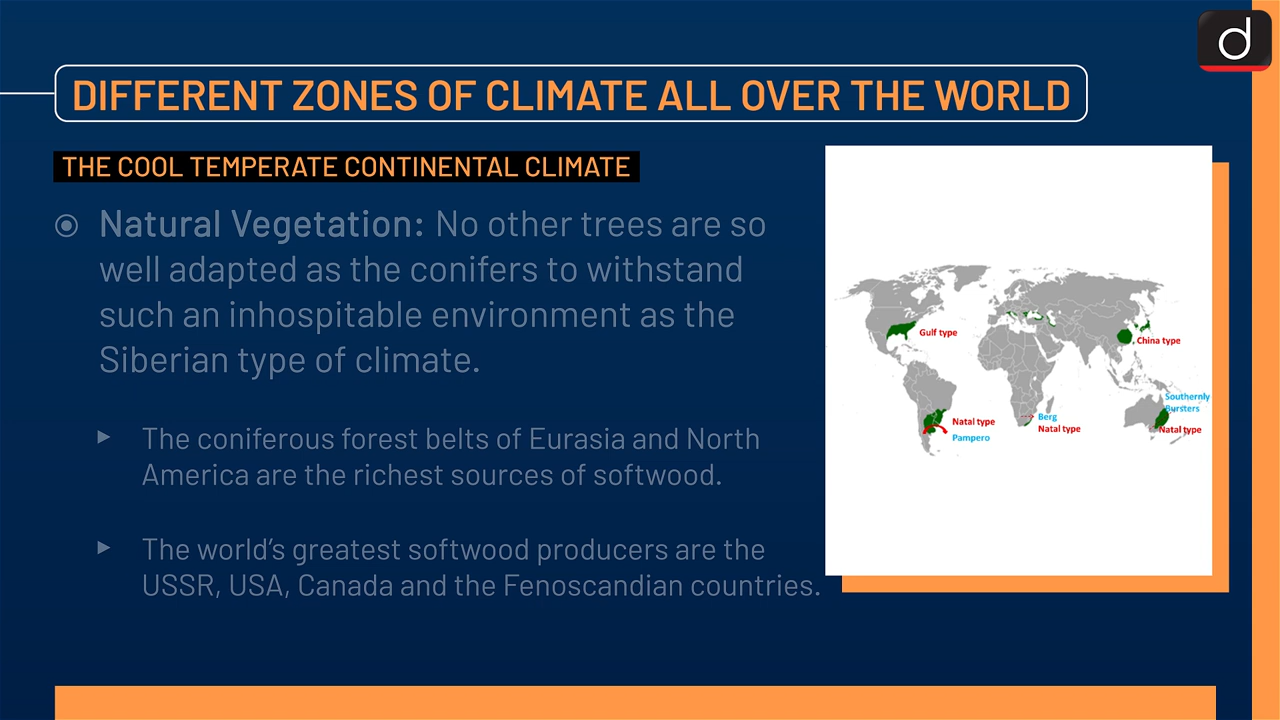 d
DIFFERENT ZONES OF CLIMATE ALL OVER THE WORLD
THE COOL TEMPERATE CONTINENTAL CLIMATE
Natural Vegetation: No other trees are so
well adapted as the conifers to withstand
such an inhospitable environment as the
Siberian type of climate.
The coniferous forest belts of Eurasia and North
America are the richest sources of softwood.
The world's greatest softwood producers are the
USSR, USA, Canada and the Fenoscandian countries.
Gulf type
China type
Southernly
Bursters
Natal type
Berg
Natal type
Pampero
Natal type